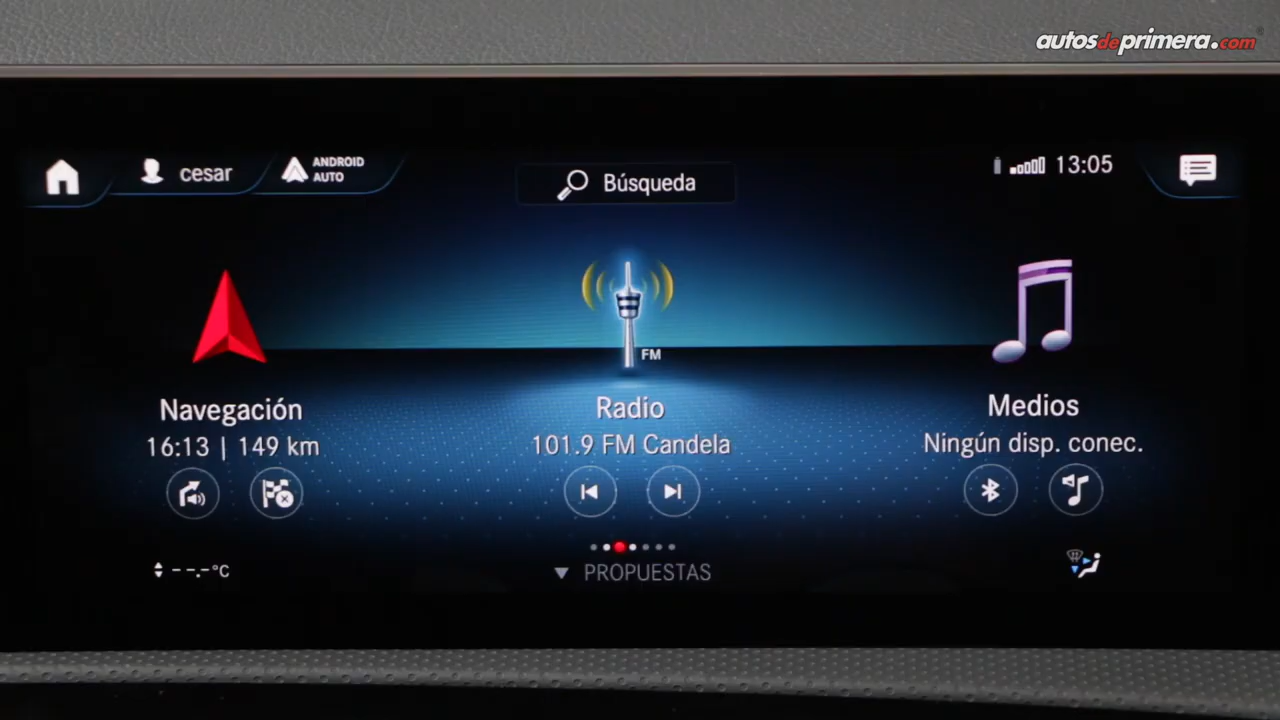 autosdeprimera.com
cesar
ANDROID
AUTO
Búsqueda
13:05
FM
Navegación
16:13 | 149 km
Radio
101.9 FM Candela
Medios
Ningún disp. conec.
--.-°C
PROPUESTAS